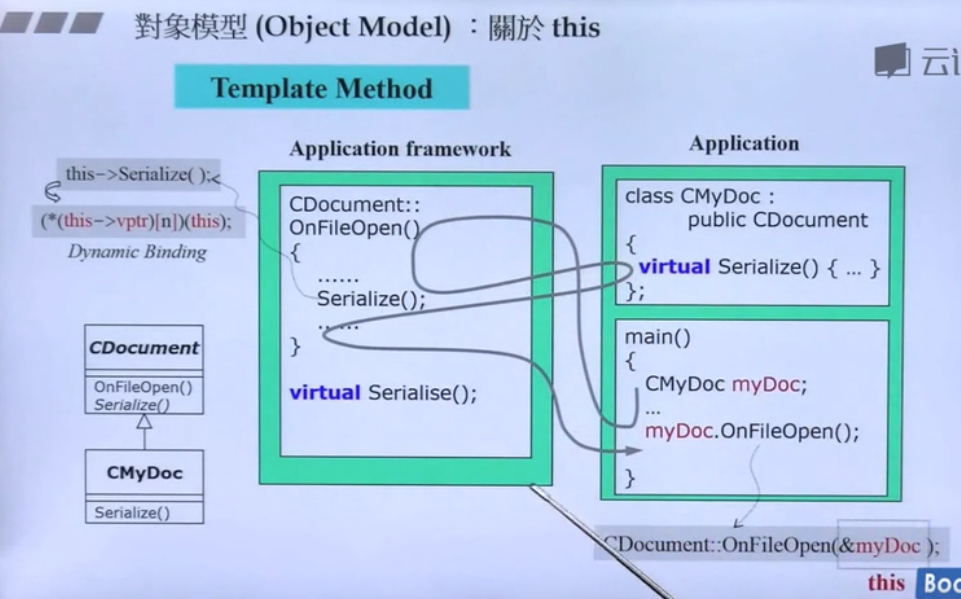 對象模型 (Object Model) ：關於 this
云
Template Method
Application framework
Application
this->Serialize( );
(*(this->vptr)[n])(this);
Dynamic Binding
CDocument::
OnFileOpen()
{
......
Serialize();
......
}
virtual Serialise();
class CMyDoc :
public CDocument
{
virtual Serialize() { ... }
};
main()
{
CMyDoc myDoc;
...
myDoc.OnFileOpen();
}
CDocument
OnFileOpen()
Serialize()
CMyDoc
Serialize()
CDocument::OnFileOpen(&myDoc );
this
Boo